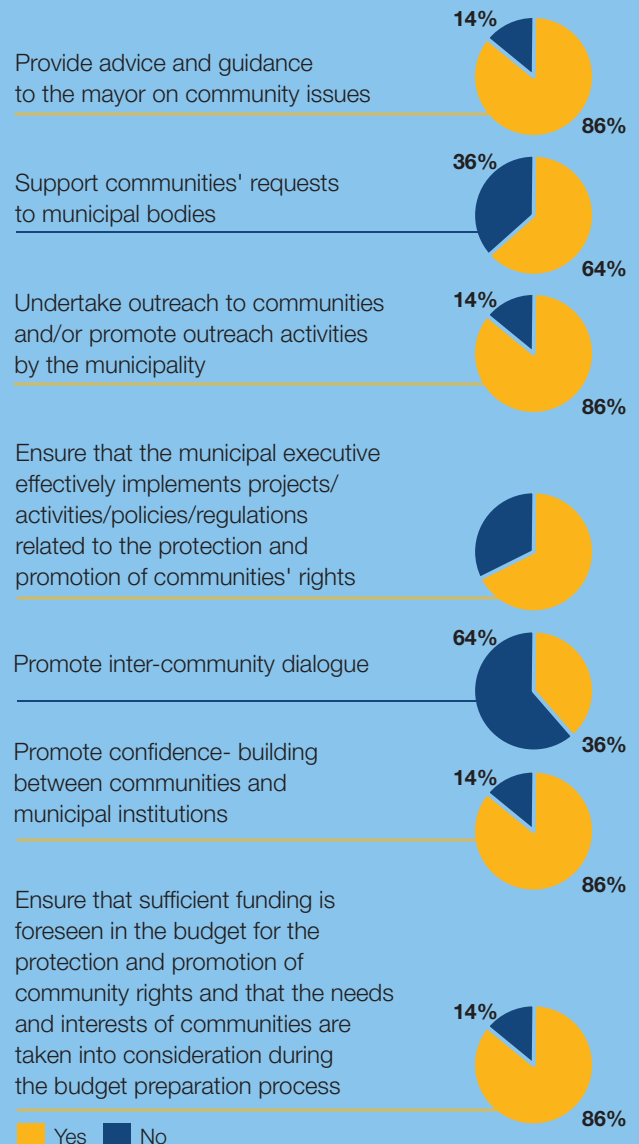 14%
Provide advice and guidance
to the mayor on community issues
86%
36%
Support communities' requests
to municipal bodies
64%
Undertake outreach to communities
14%
and/or promote outreach activities
by the municipality
86%
Ensure that the municipal executive
effectively implements projects/
activities/policies/regulations
related to the protection and
promotion of communities' rights
64%
Promote inter-community dialogue
36%
Promote confidence- building
between communities and
14%
municipal institutions
86%
Ensure that sufficient funding is
foreseen in the budget for the
protection and promotion of
community rights and that the needs
and interests of communities are
14%
taken into consideration during
the budget preparation process
86%
Yes No